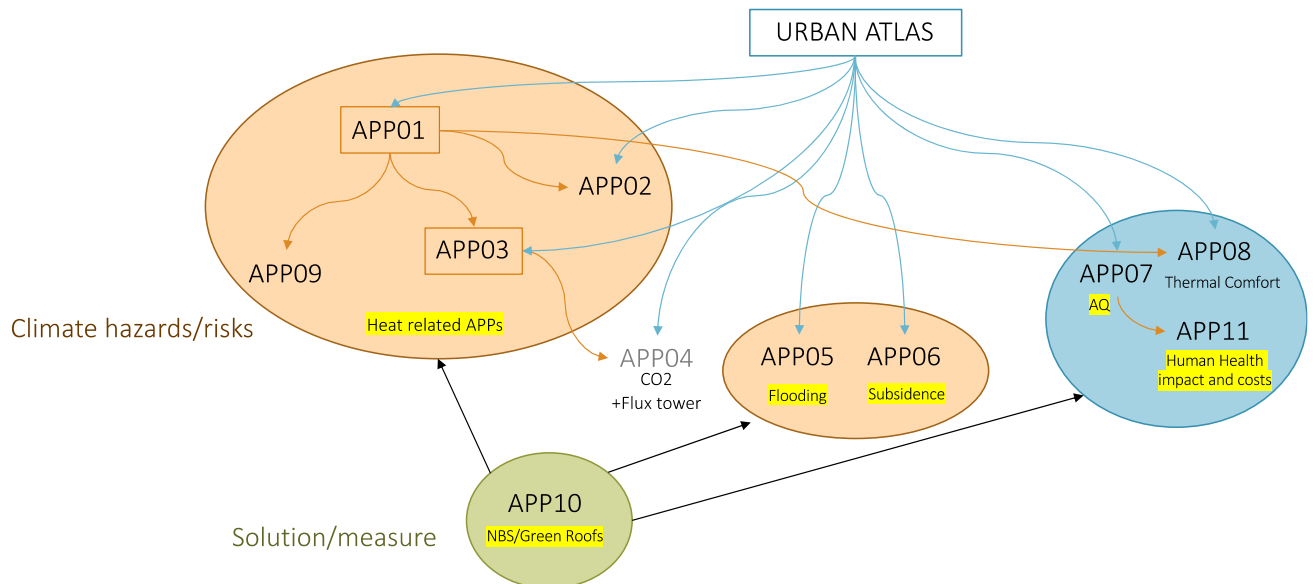 URBAN ATLAS
APP01
APP02
APP03
APP09
Heat related APPs
Climate hazards/risks
APP04
CO2
+Flux tower
APP05
Flooding
APP06
Subsidence
APP07
AQ
APP08
Thermal Comfort
APP11
Human Health
impact and costs
APP10
NBS/Green Roofs
Solution/measure